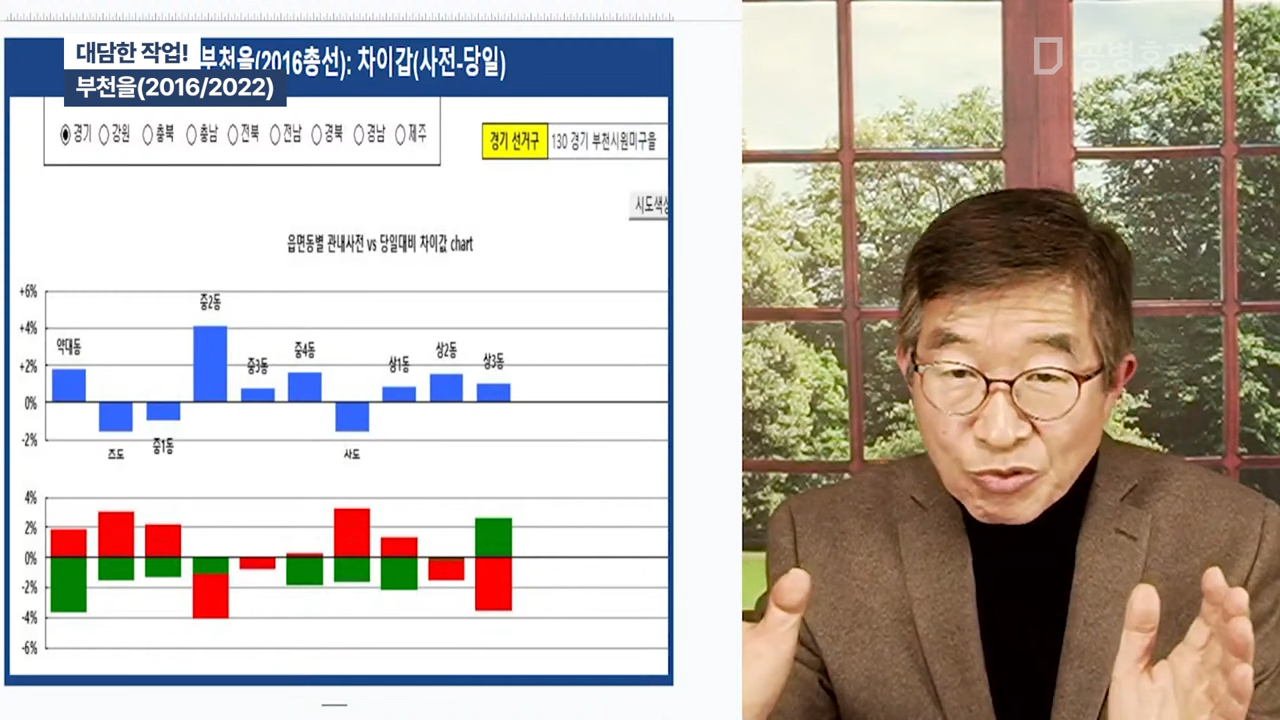 대담한 작업!
부천을(2016/2022)
부천을(2016총선): 차이갑(사전-당일)
경기 강원 충북 충남 전북 전남 경북 경남 제주
경기 선거구 130 경기 부천시원미구을
시도색상
읍면동별 관내사전 vs 당일대비 차이값 chart
+6%
+4%
+2%
0%
-2%
약대동
중1동
중2동
중3동
중4동
상1동
상2동
상3동
4%
2%
0%
-2%
-4%
-6%
공병호